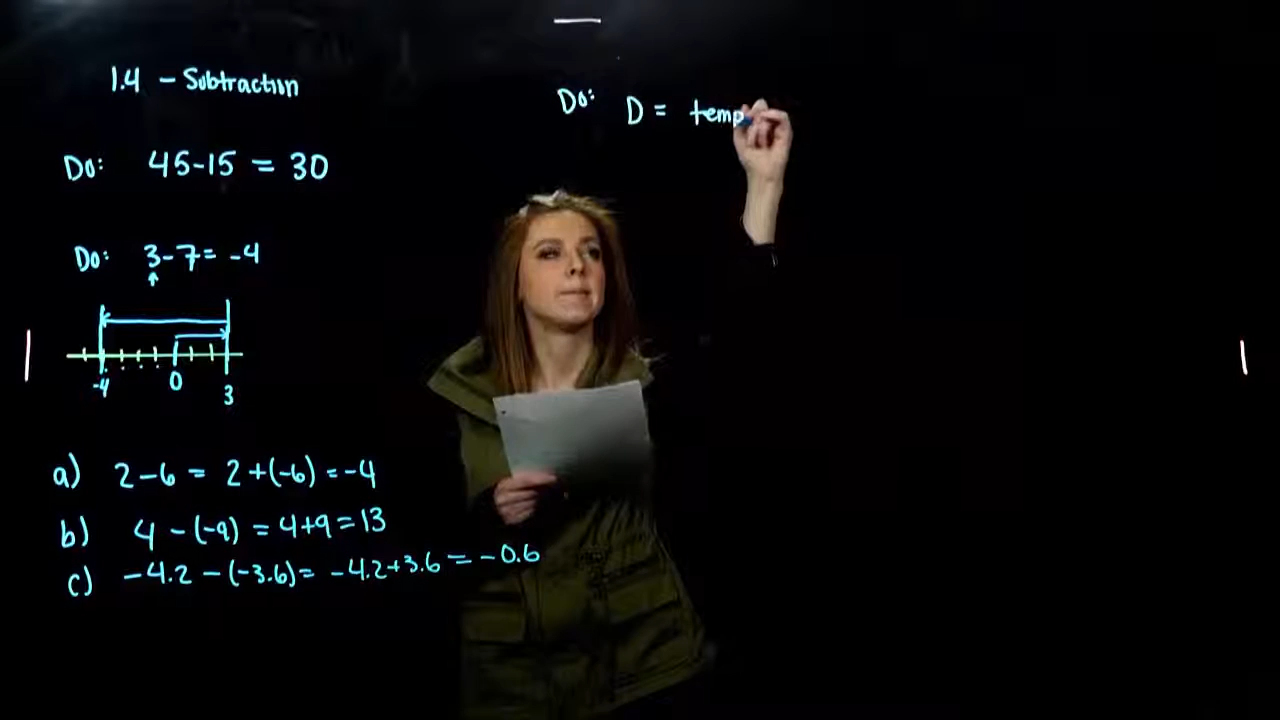 1.4 - Subtraction
Do: 45-15 = 30
Do: 3-7= -4
-4 0 3
a) 2-6 = 2+(-6) = -4
b) 4 - (-9) = 4+9 = 13
c) -4.2 - (-3.6) = -4.2+3.6 = -0.6
Do: D = temp